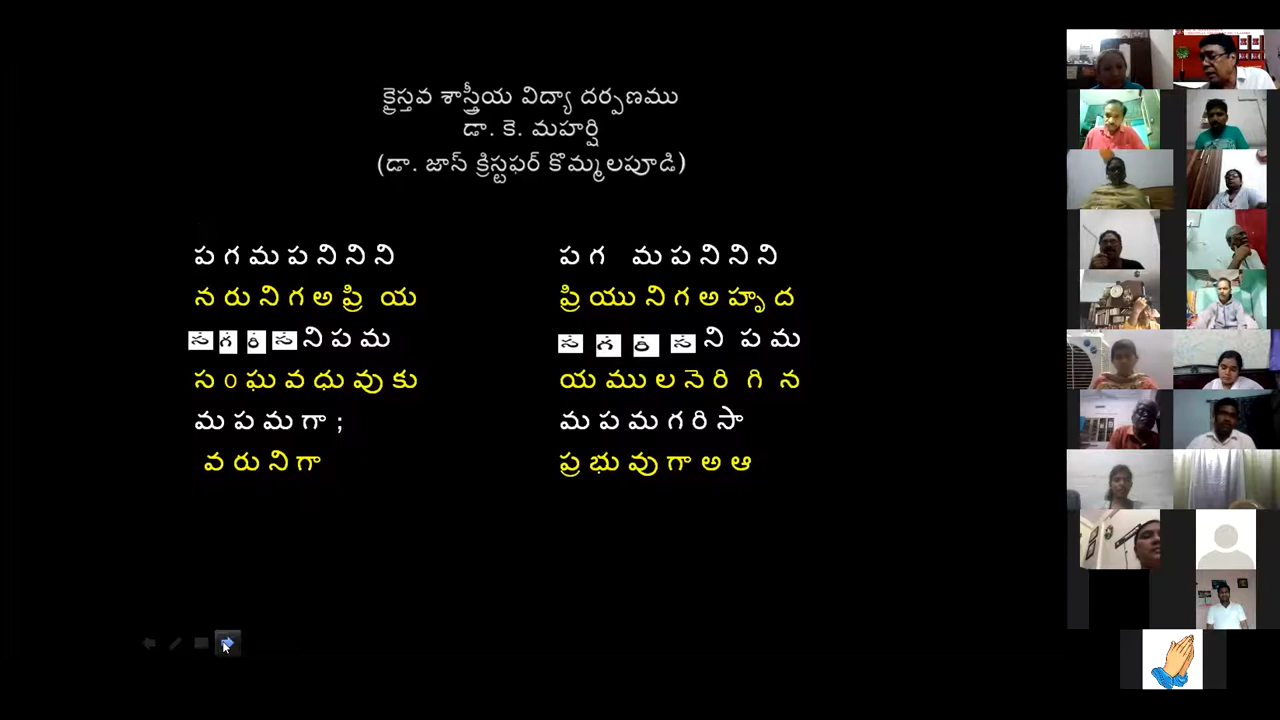 క్రైస్తవ శాస్త్రీయ విద్యా దర్పణము
డా. కె. మహర్షి
(డా. జాస్ క్రిస్టఫర్ కొమ్మలపూడి)
ప గ మ ప ని ని ని
న రు ని గ అ ప్రి య
స గ రి స ని ప మ
స ం ఘ వ ధు వు కు
మ ప మ గా ;
వ రు ని గా
ప గ మ ప ని ని ని
ప్రి యు ని గ అ హృ ద
స గ రి స ని ప మ
య ము ల నె రి గి న
మ ప మ గ రి సా
ప్ర భు వు గా అ ఆ